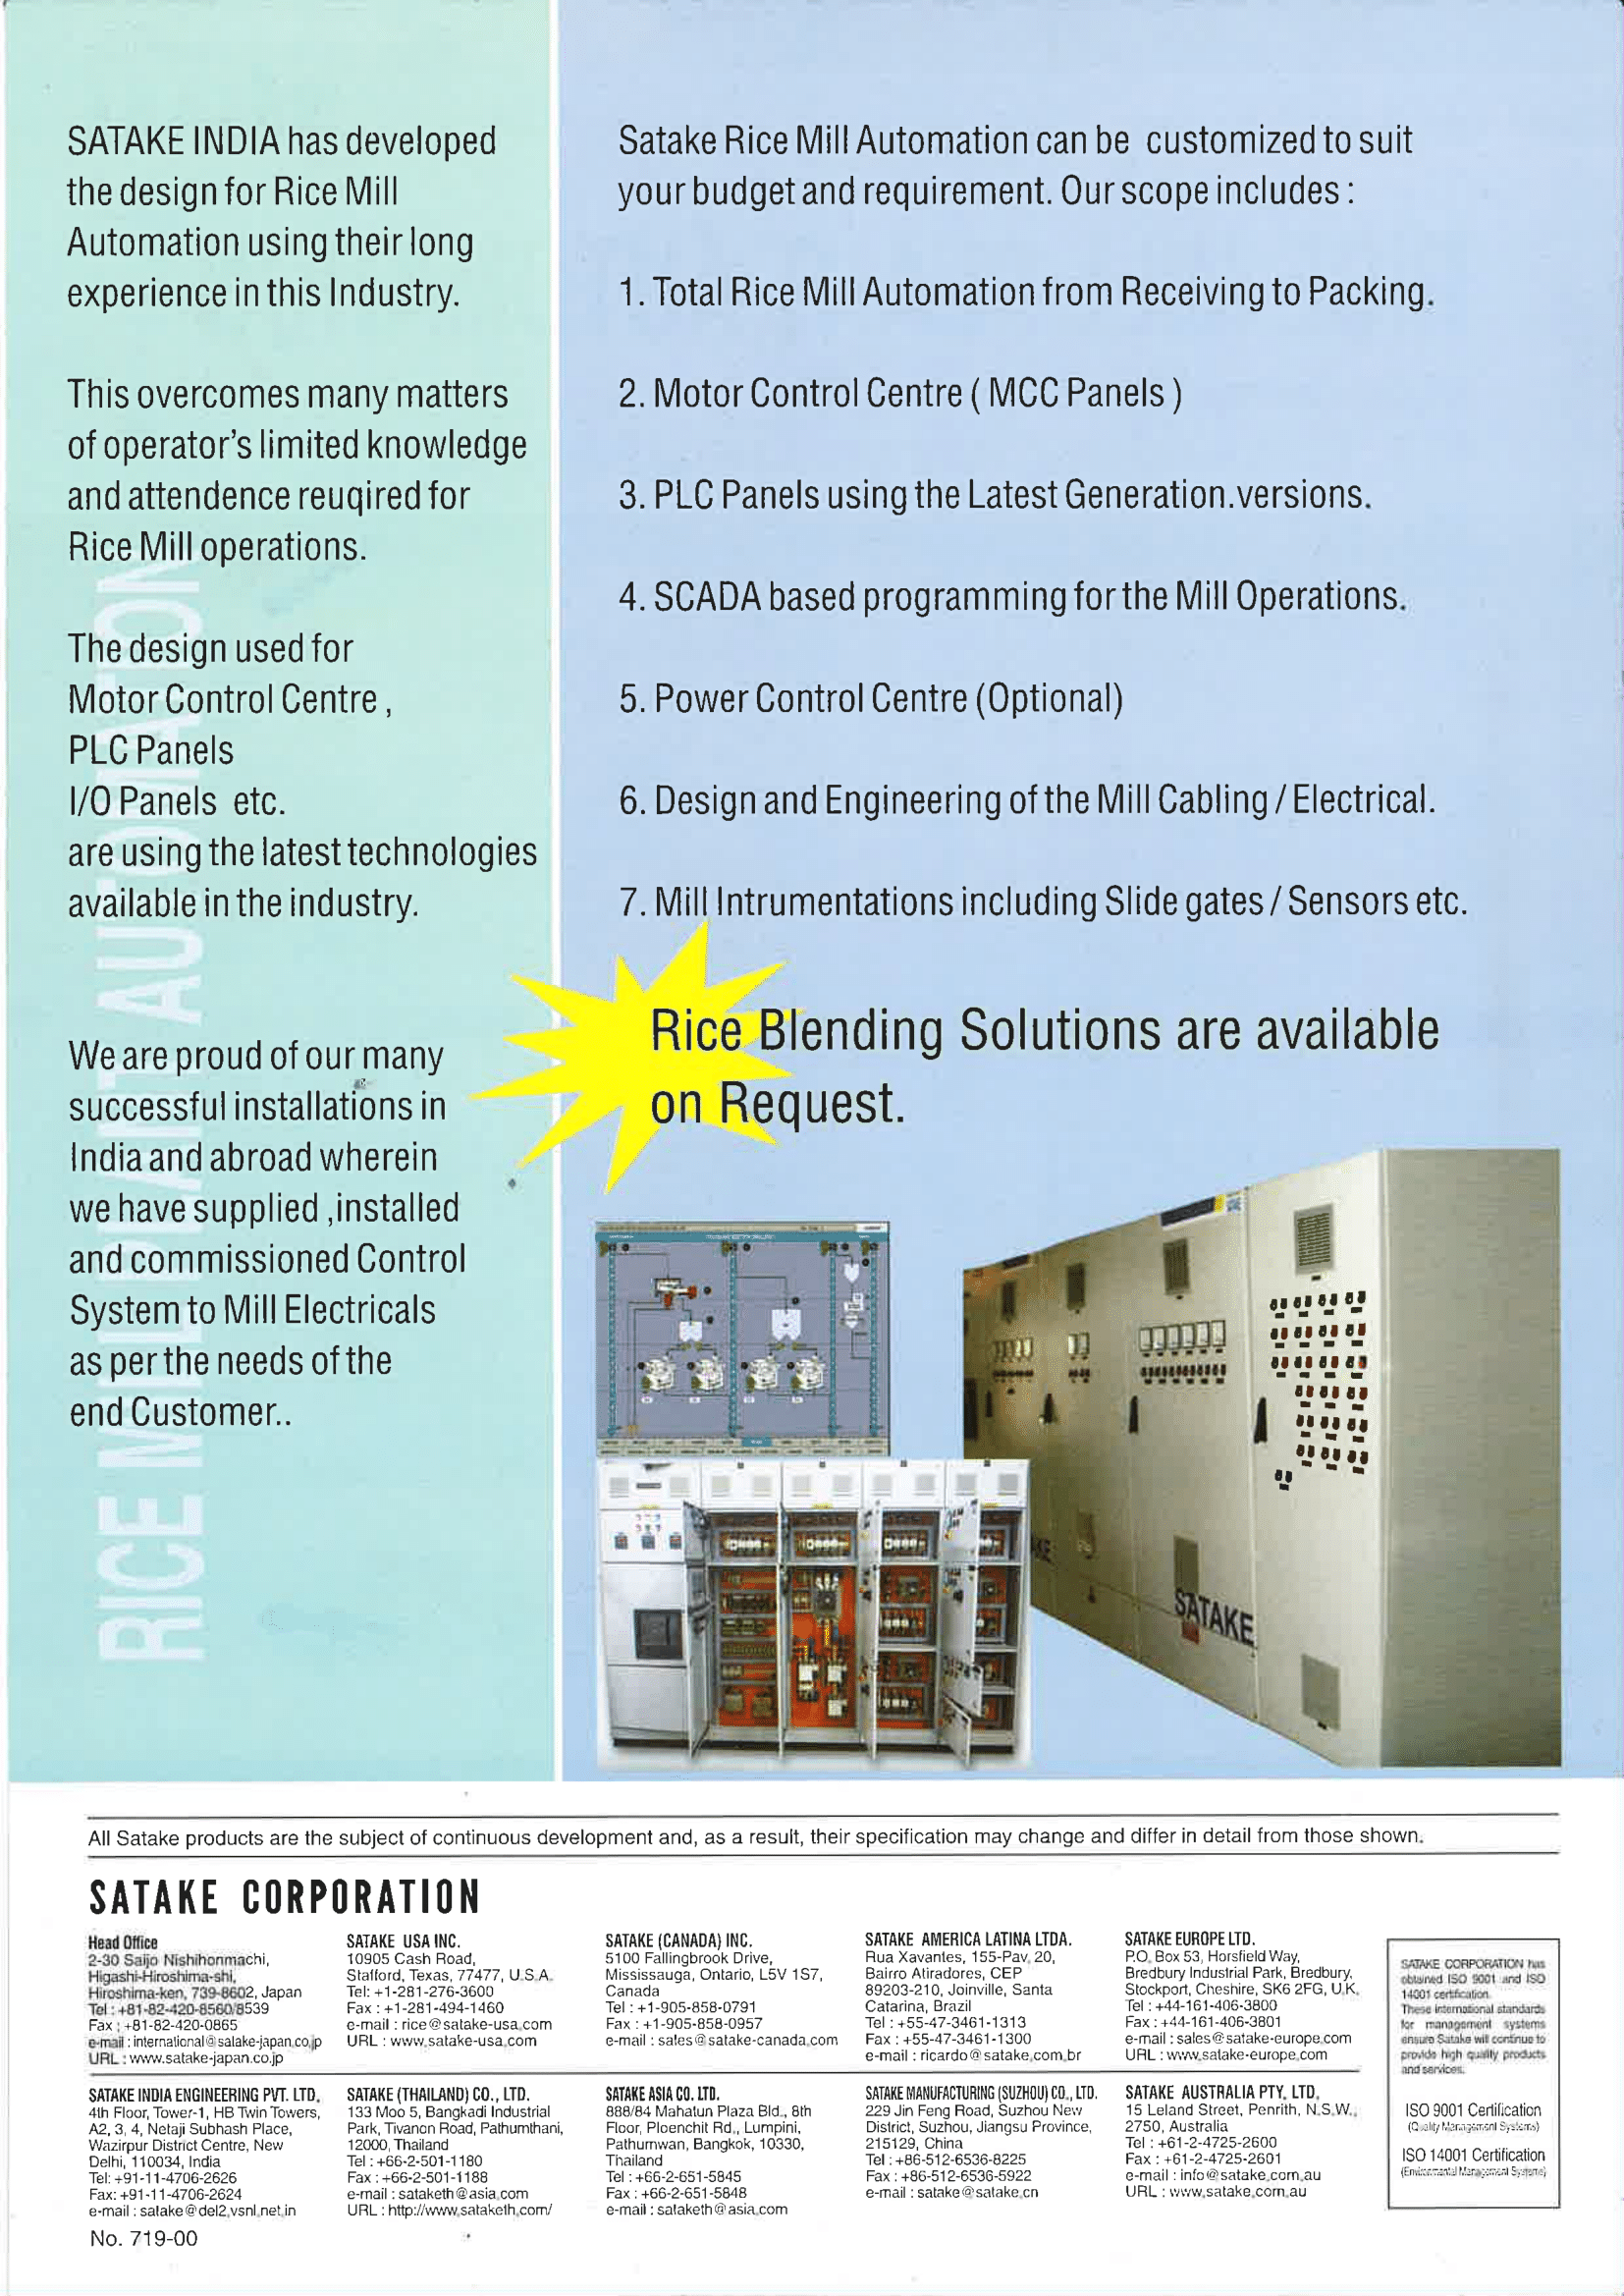 SATAKE INDIA has developed
the design for Rice Mill
Automation using their long
experience in this Industry.
This overcomes many matters
of operator's limited knowledge
and attendence reuqired for
Rice Mill operations.
The design used for
Motor Control Centre ,
PLC Panels
I/O Panels etc.
are using the latest technologies
available in the industry.
We are proud of our many
successful installations in
India and abroad wherein
we have supplied ,installed
and commissioned Control
System to Mill Electricals
as per the needs of the
end Customer..
RICE MILL PLANT AUTOMATION
Satake Rice Mill Automation can be customized to suit
your budget and requirement. Our scope includes :
1. Total Rice Mill Automation from Receiving to Packing.
2. Motor Control Centre ( MCC Panels )
3. PLC Panels using the Latest Generation.versions.
4. SCADA based programming for the Mill Operations.
5. Power Control Centre (Optional)
6. Design and Engineering of the Mill Cabling / Electrical.
7. Mill Intrumentations including Slide gates / Sensors etc.
Rice Blending Solutions are available
on Request.
SATAKE
All Satake products are the subject of continuous development and, as a result, their specification may change and differ in detail from those shown.
SATAKE CORPORATION
Head Office
2-30 Saijo Nishihonmachi,
Higashi-Hiroshima-shi,
Hiroshima-ken, 739-8602, Japan
Tel : +81-82-420-8560/8539
Fax : +81-82-420-0865
e-mail : international@satake-japan.co.jp
URL : www.satake-japan.co.jp
SATAKE USA INC.
10905 Cash Road,
Stafford, Texas, 77477, U.S.A.
Tel: +1-281-276-3600
Fax : +1-281-494-1460
e-mail : rice@satake-usa.com
URL : www.satake-usa.com
SATAKE (CANADA) INC.
5100 Fallingbrook Drive,
Mississauga, Ontario, L5V 1S7,
Canada
Tel : +1-905-858-0791
Fax : +1-905-858-0957
e-mail : sales@satake-canada.com
SATAKE AMERICA LATINA LTDA.
Rua Xavantes, 155-Pav, 20,
Bairro Atiradores, CEP
89203-210, Joinville, Santa
Catarina, Brazil
Tel : +55-47-3461-1313
Fax : +55-47-3461-1300
e-mail : ricardo@satake.com.br
SATAKE EUROPE LTD.
P.O. Box 53, Horsfield Way,
Bredbury Industrial Park, Bredbury,
Stockport, Cheshire, SK6 2FG, U.K.
Tel : +44-161-406-3800
Fax : +44-161-406-3801
e-mail : sales@satake-europe.com
URL : www.satake-europe.com
SATAKE INDIA ENGINEERING PVT. LTD.
4th Floor, Tower-1, HB Twin Towers,
A2, 3, 4, Netaji Subhash Place,
Wazirpur District Centre, New
Delhi, 110034, India
Tel: +91-11-4706-2626
Fax: +91-11-4706-2624
e-mail : satake@del2.vsnl.net.in
SATAKE (THAILAND) CO., LTD.
133 Moo 5, Bangkadi Industrial
Park, Tivanon Road, Pathumthani,
12000, Thailand
Tel : +66-2-501-1180
Fax : +66-2-501-1188
e-mail : sataketh@asia.com
URL : http://www.sataketh.com/
SATAKE ASIA CO. LTD.
888/84 Mahatun Plaza Bld., 8th
Floor, Ploenchit Rd., Lumpini,
Pathumwan, Bangkok, 10330,
Thailand
Tel : +66-2-651-5845
Fax : +66-2-651-5848
e-mail : sataketh@asia.com
SATAKE MANUFACTURING (SUZHOU) CO., LTD.
229 Jin Feng Road, Suzhou New
District, Suzhou, Jiangsu Province,
215129, China
Tel : +86-512-6536-8225
Fax : +86-512-6536-5922
e-mail : satake@satake.cn
SATAKE AUSTRALIA PTY. LTD.
15 Leland Street, Penrith, N.S.W.,
2750, Australia
Tel : +61-2-4725-2600
Fax : +61-2-4725-2601
e-mail : info@satake.com.au
URL : www.satake.com.au
SATAKE CORPORATION has
obtained ISO 9001 and ISO
14001 certification.
These international standards
for management systems
ensure Satake will continue to
provide high quality products
and services.
ISO 9001 Certification
(Quality Management Systems)
ISO 14001 Certification
(Environmental Management Systems)
No. 719-00